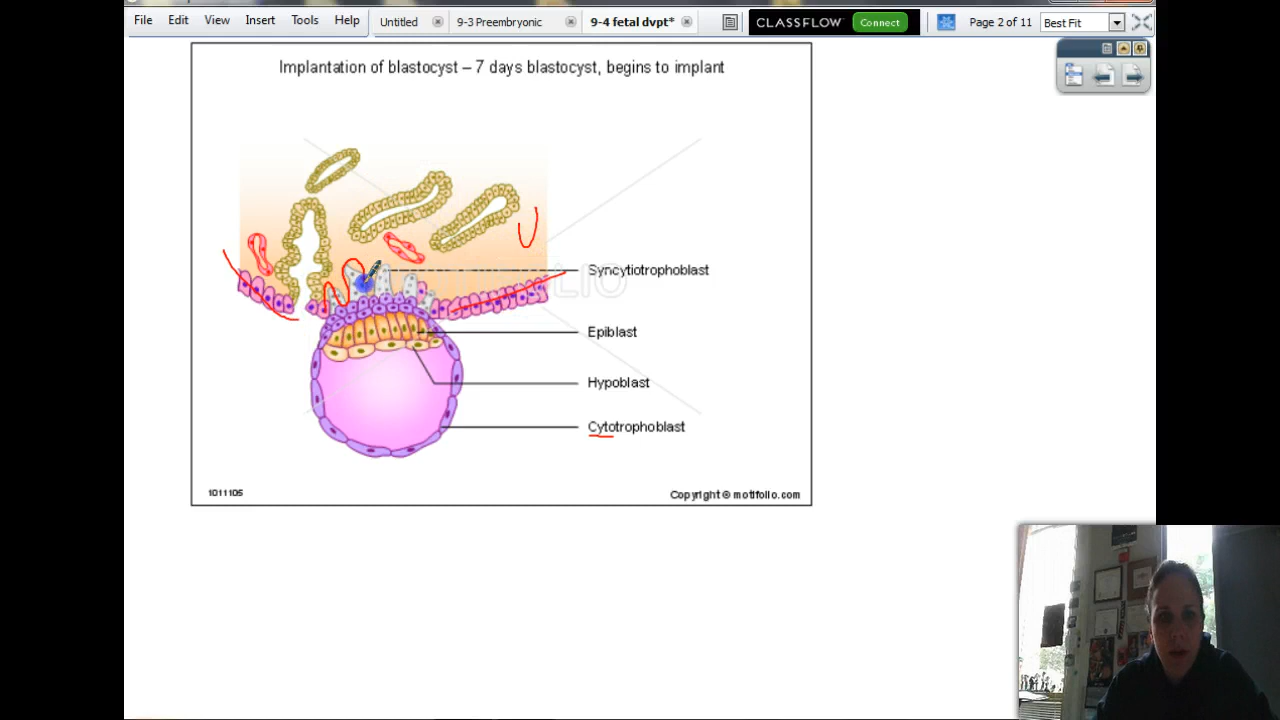 File Edit View Insert Tools Help Untitled 9-3 Preembryonic 9-4 fetal dvpt* CLASSFLOW Connect Page 2 of 11 Best Fit
Implantation of blastocyst – 7 days blastocyst, begins to implant
U
Syncytiotrophoblast
Epiblast
Hypoblast
Cytotrophoblast
1011105 Copyright © motifolio.com